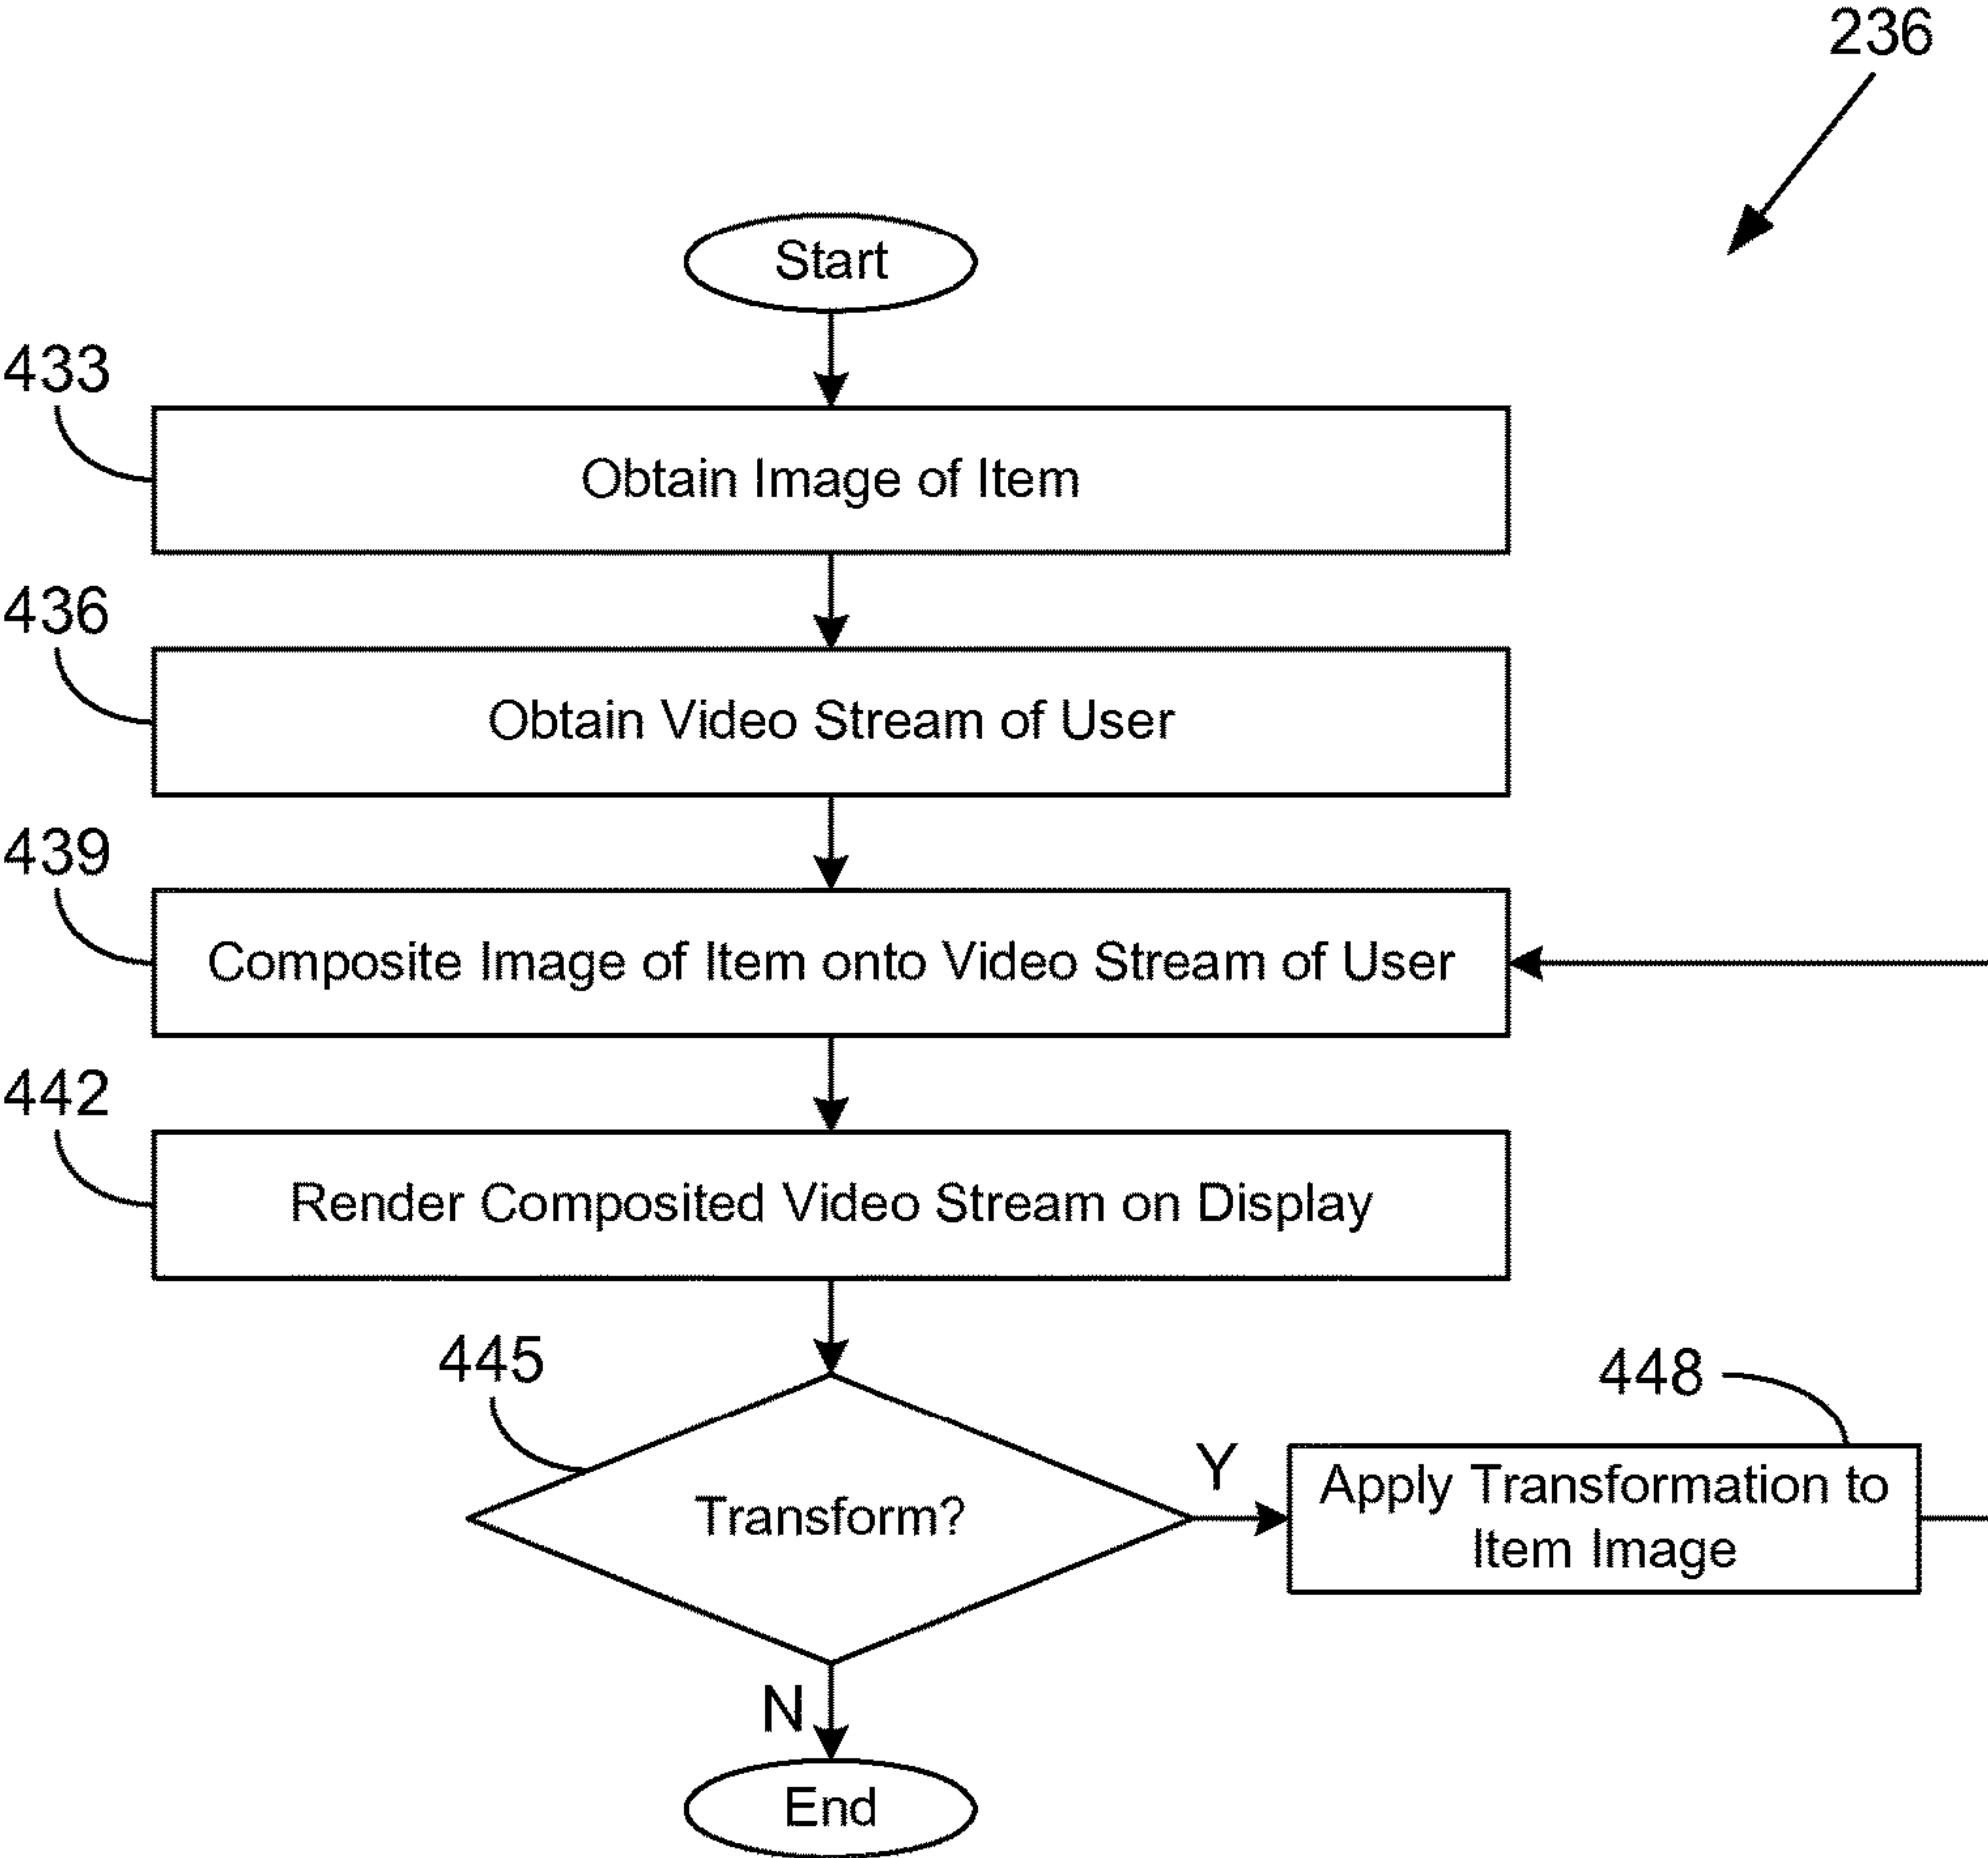 236
Start
433
Obtain Image of Item
436
Obtain Video Stream of User
439
Composite Image of Item onto Video Stream of User
442
Render Composited Video Stream on Display
445
Transform?
Y
448
Apply Transformation to
Item Image
N
End